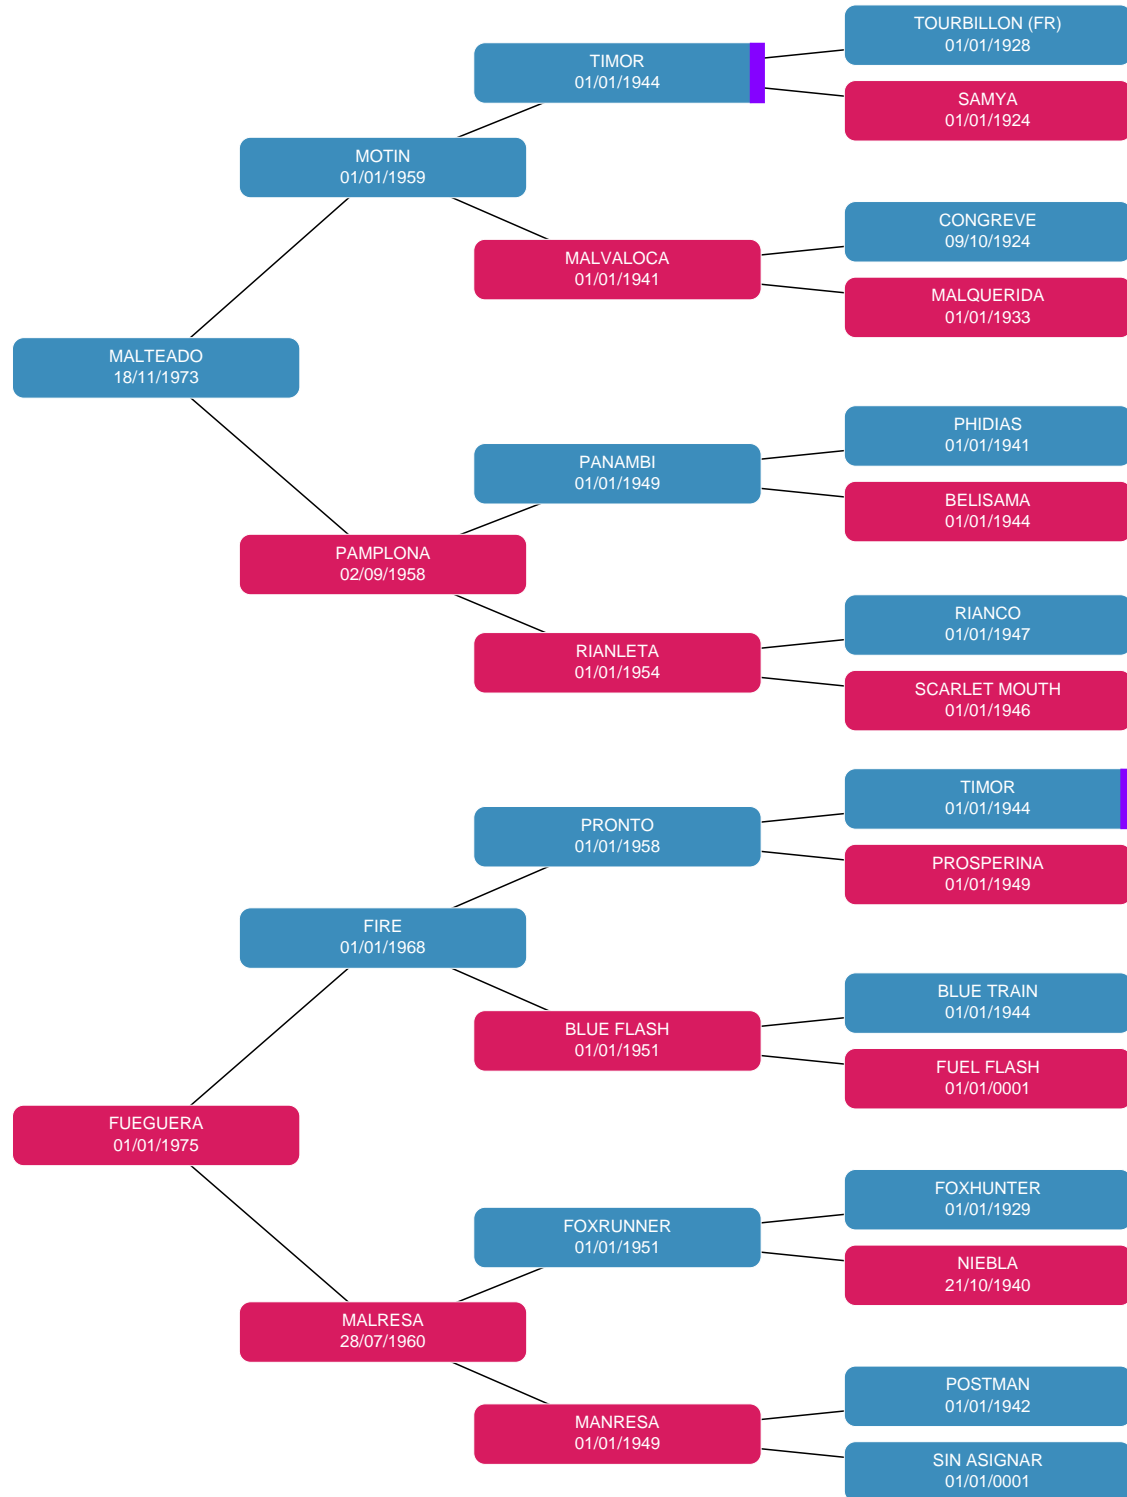 TOURBILLON (FR)
01/01/1928
TIMOR
01/01/1944
SAMYA
01/01/1924
MOTIN
01/01/1959
CONGREVE
09/10/1924
MALVALOCA
01/01/1941
MALQUERIDA
01/01/1933
MALTEADO
18/11/1973
PHIDIAS
01/01/1941
PANAMBI
01/01/1949
BELISAMA
01/01/1944
PAMPLONA
02/09/1958
RIANCO
01/01/1947
RIANLETA
01/01/1954
SCARLET MOUTH
01/01/1946
TIMOR
01/01/1944
PRONTO
01/01/1958
PROSPERINA
01/01/1949
FIRE
01/01/1968
BLUE TRAIN
01/01/1944
BLUE FLASH
01/01/1951
FUEL FLASH
01/01/0001
FUEGUERA
01/01/1975
FOXHUNTER
01/01/1929
FOXRUNNER
01/01/1951
NIEBLA
21/10/1940
MALRESA
28/07/1960
POSTMAN
01/01/1942
MANRESA
01/01/1949
SIN ASIGNAR
01/01/0001